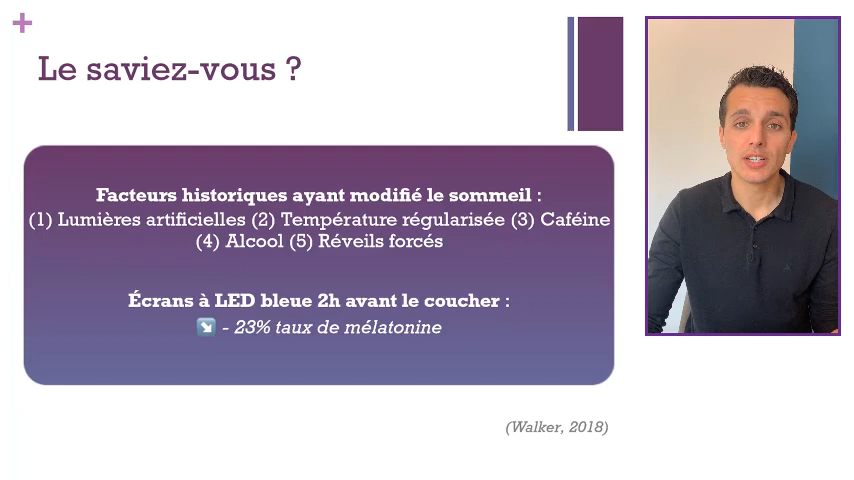 Le saviez-vous ?
Facteurs historiques ayant modifié le sommeil :
(1) Lumières artificielles (2) Température régularisée (3) Caféine
(4) Alcool (5) Réveils forcés
Écrans à LED bleue 2h avant le coucher :
↘️ - 23% taux de mélatonine
(Walker, 2018)